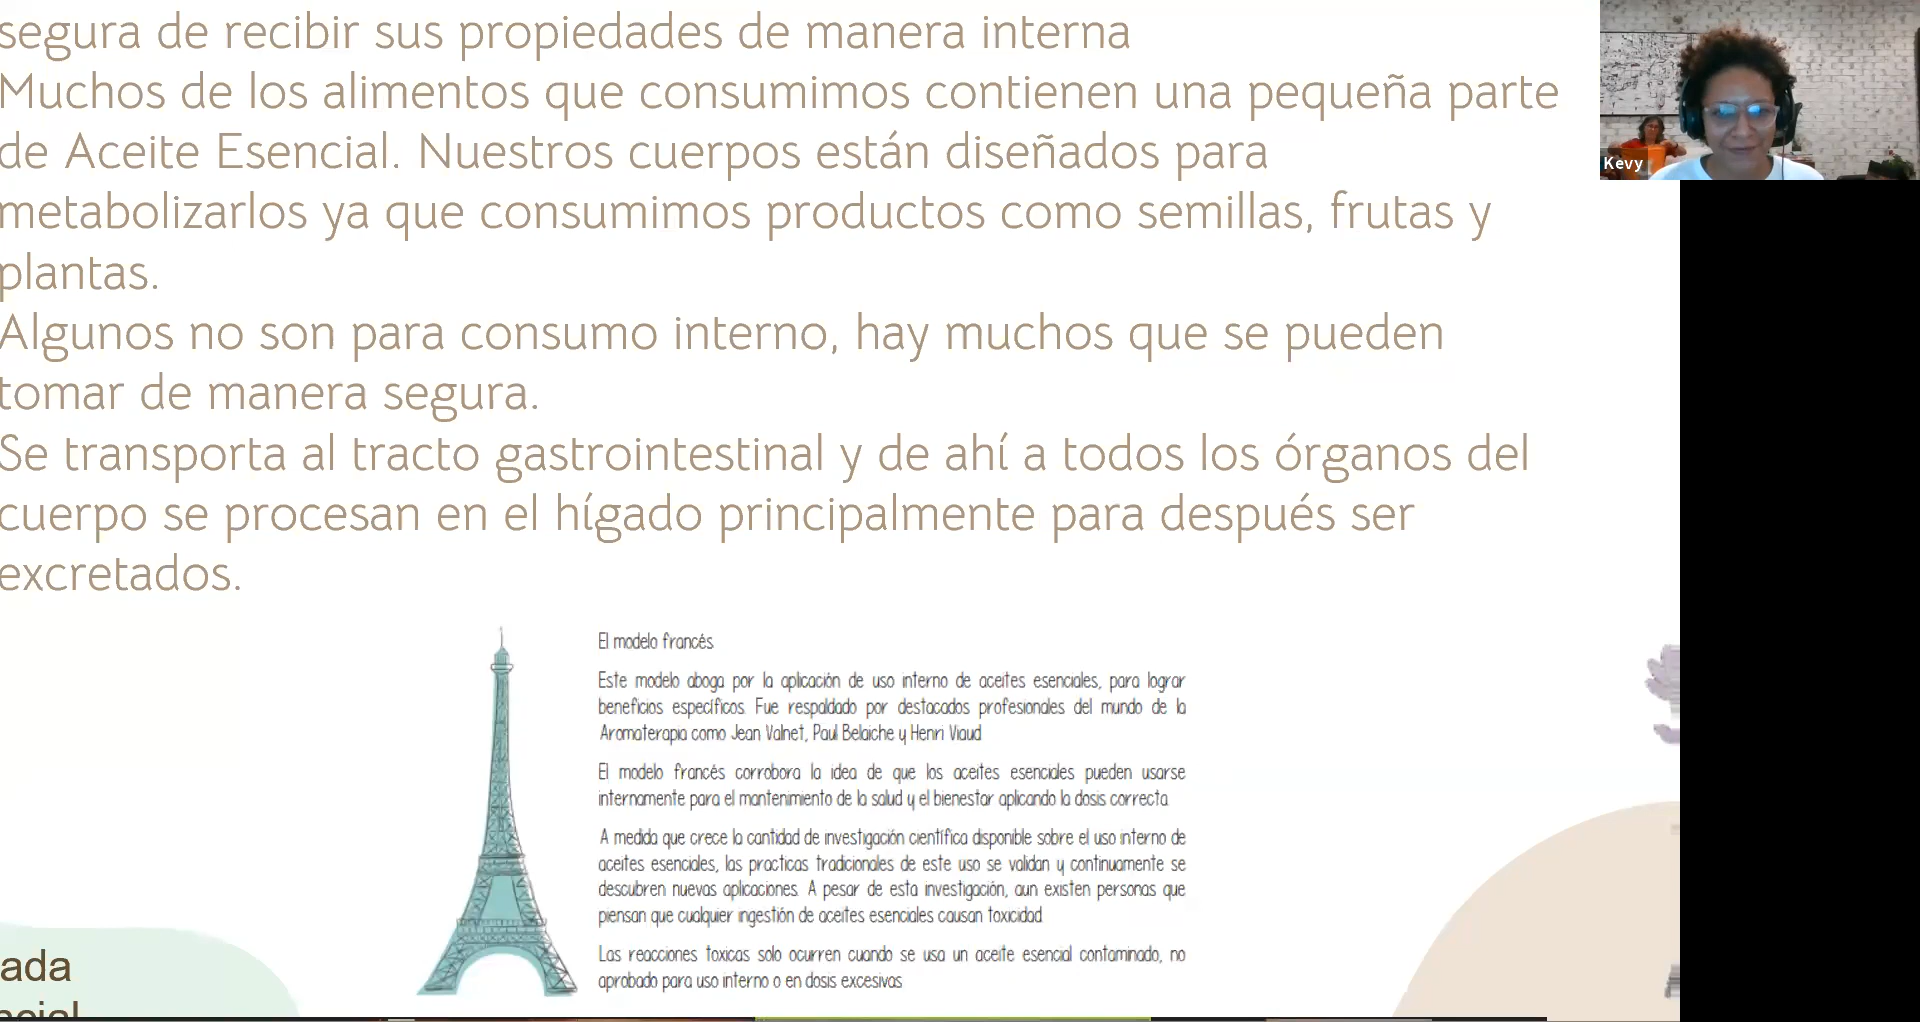 segura de recibir sus propiedades de manera interna
Muchos de los alimentos que consumimos contienen una pequeña parte
de Aceite Esencial. Nuestros cuerpos están diseñados para
metabolizarlos ya que consumimos productos como semillas, frutas y
plantas.
Algunos no son para consumo interno, hay muchos que se pueden
tomar de manera segura.
Se transporta al tracto gastrointestinal y de ahí a todos los órganos del
cuerpo se procesan en el hígado principalmente para después ser
excretados.
Kevy
El modelo francés.
Este modelo aboga por la aplicación de uso interno de aceites esenciales, para lograr
beneficios específicos. Fue respaldado por destacados profesionales del mundo de la
Aromaterapia como Jean Valnet, Paul Belaiche y Henri Viaud.
El modelo francés corrobora la idea de que los aceites esenciales pueden usarse
internamente para el mantenimiento de la salud y el bienestar aplicando la dosis correcta.
A medida que crece la cantidad de investigación científica disponible sobre el uso interno de
aceites esenciales, las practicas tradicionales de este uso se validan y continuamente se
descubren nuevas aplicaciones. A pesar de esta investigación, aun existen personas que
piensan que cualquier ingestión de aceites esenciales causan toxicidad.
Las reacciones toxicas solo ocurren cuando se usa un aceite esencial contaminado, no
aprobado para uso interno o en dosis excesivas.
ada